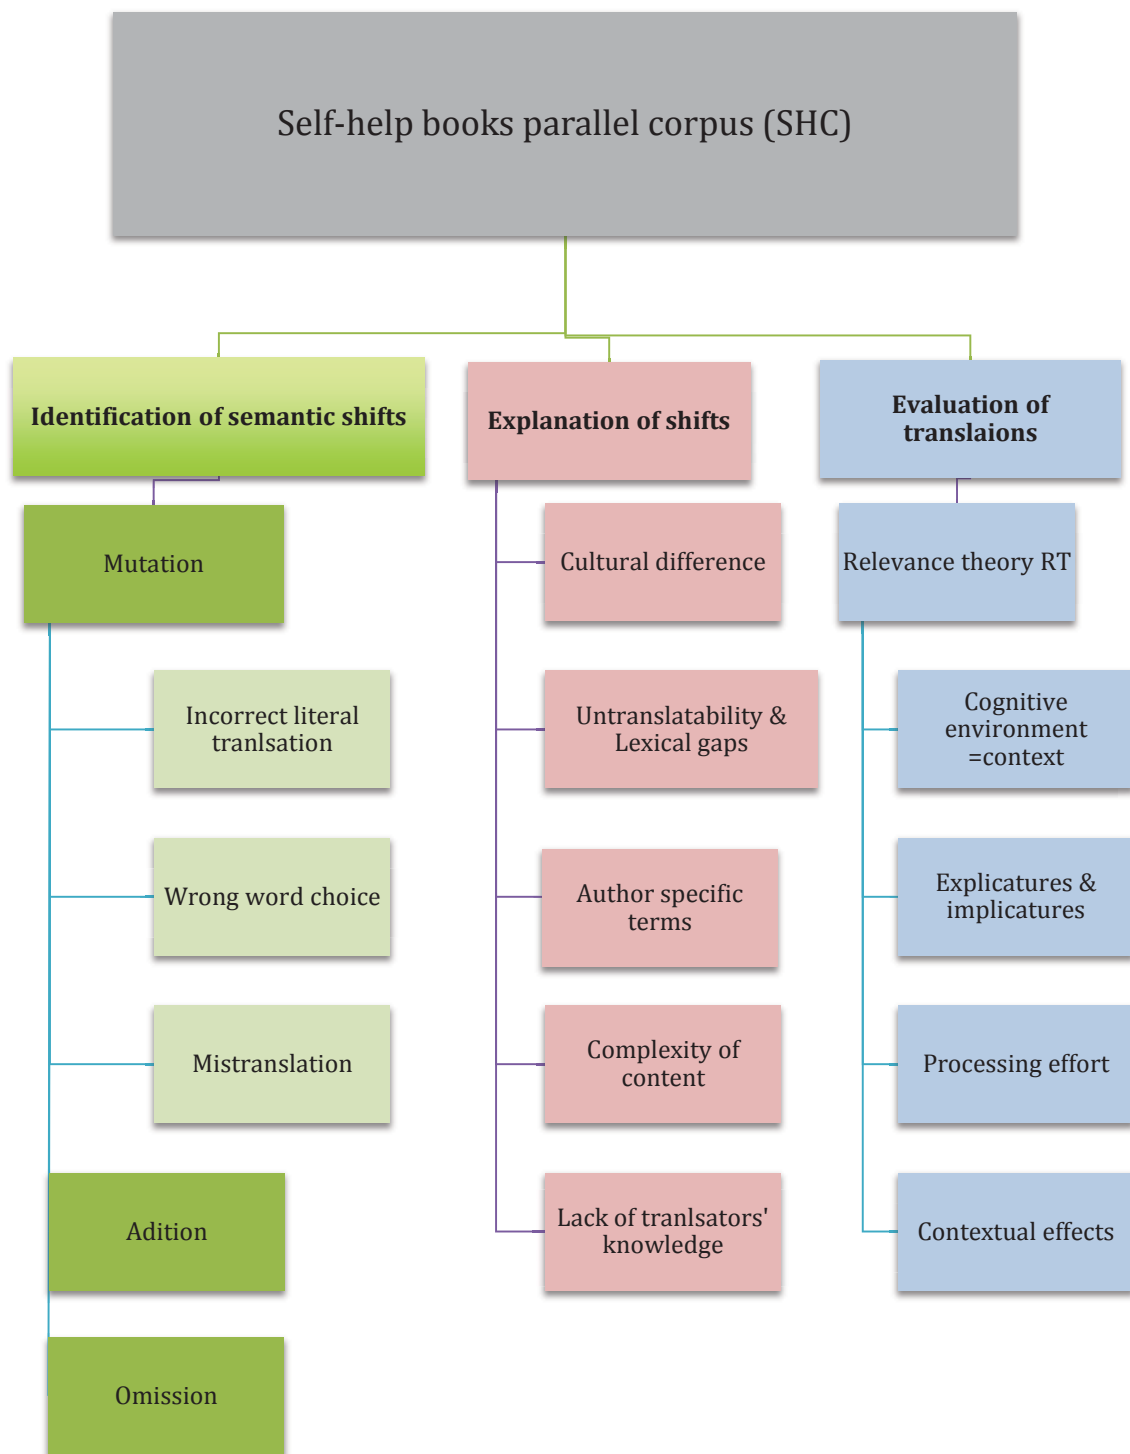 Self-help books parallel corpus (SHC)
Identification of semantic shifts
Mutation
Incorrect literal
tranlsation
Wrong word choice
Mistranslation
Adition
Omission
Explanation of shifts
Cultural difference
Untranslatability &
Lexical gaps
Author specific
terms
Complexity of
content
Lack of tranlsators'
knowledge
Evaluation of
translaions
Relevance theory RT
Cognitive
environment
=context
Explicatures &
implicatures
Processing effort
Contextual effects